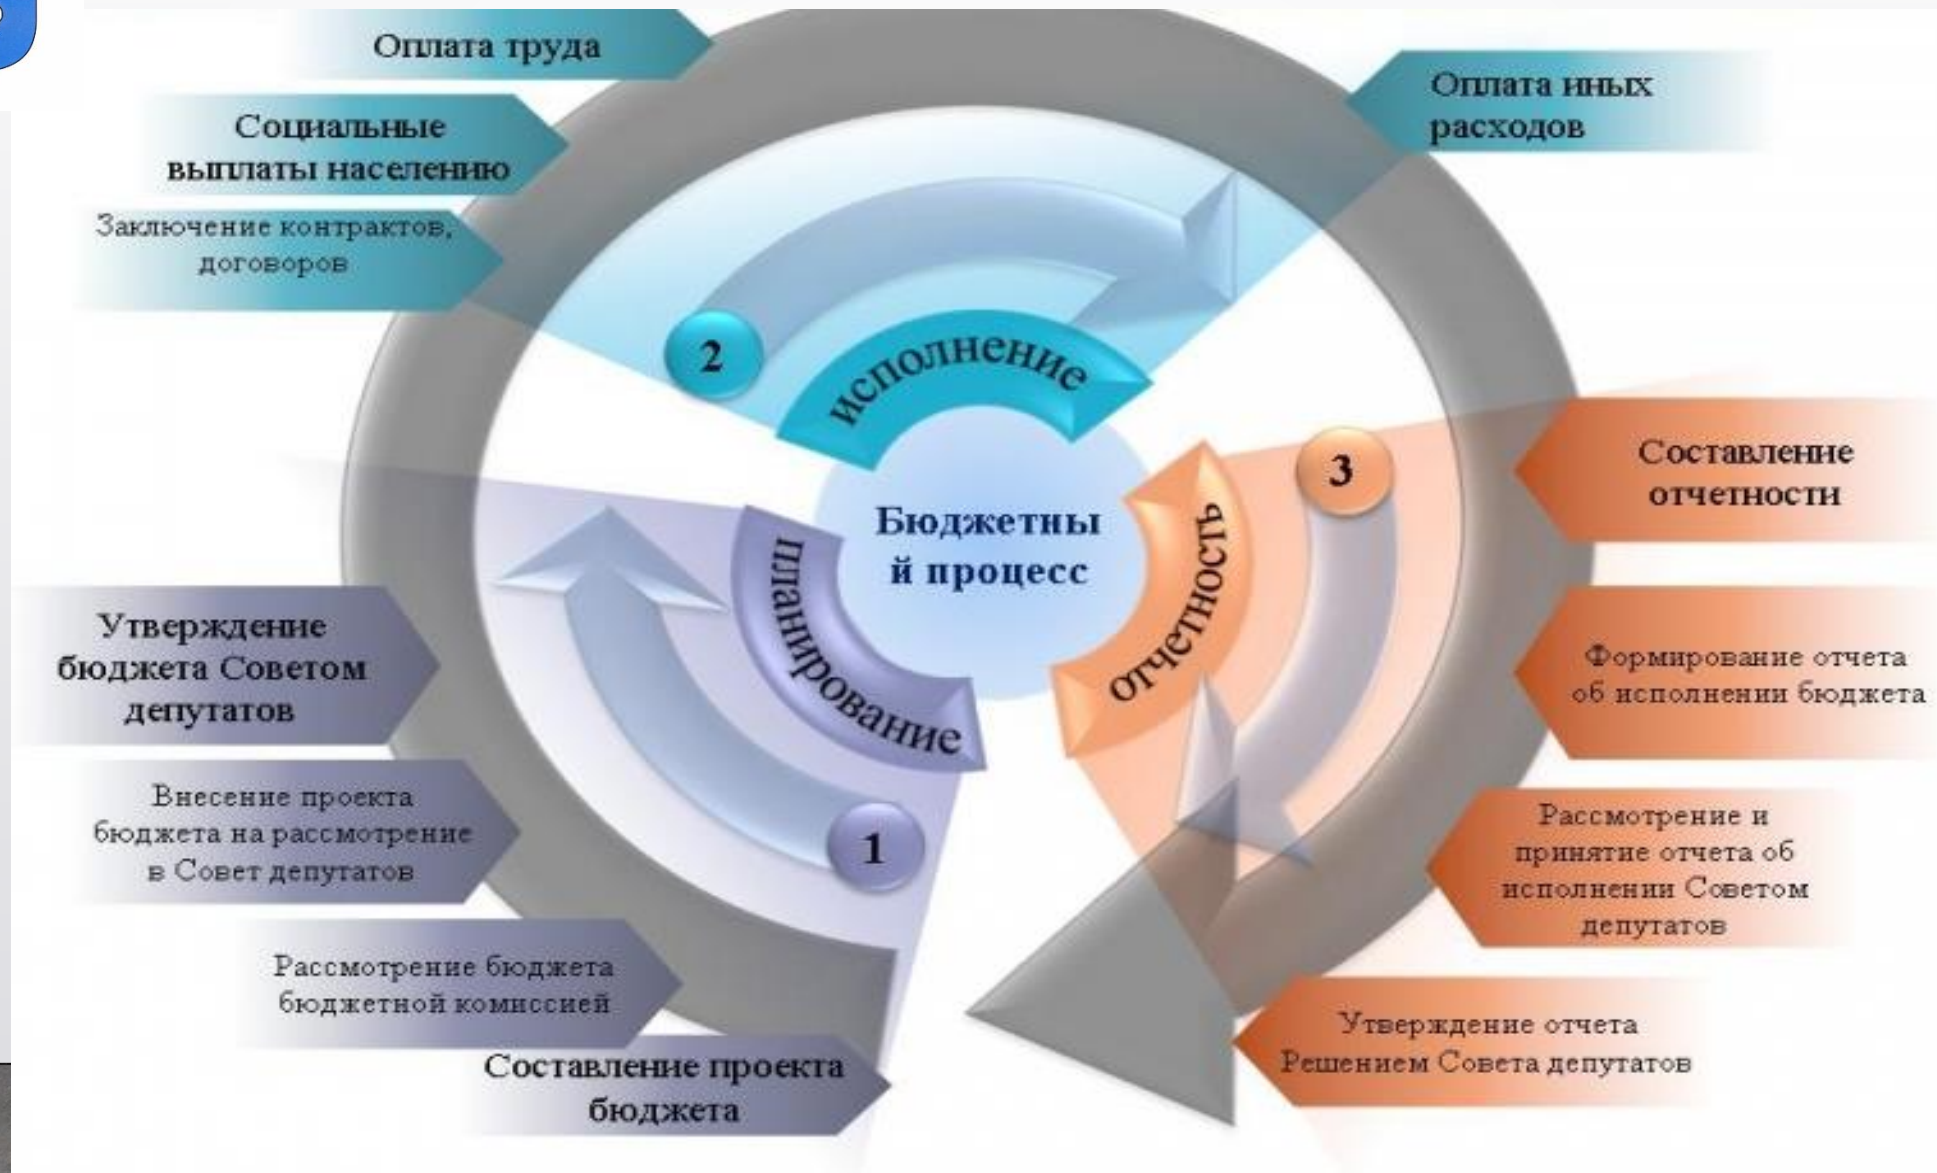 Оплата труда
Социальные
выплаты населению
Заключение контрактов,
договоров
Оплата иных
расходов
2
исполнение
Бюджетны
й процесс
3
отчетность
Составление
отчетности
Формирование отчета
об исполнении бюджета
Рассмотрение и
принятие отчета об
исполнении Советом
депутатов
Утверждение отчета
Решением Совета депутатов
планирование
1
Утверждение
бюджета Советом
депутатов
Внесение проекта
бюджета на рассмотрение
в Совет депутатов
Рассмотрение бюджета
бюджетной комиссией
Составление проекта
бюджета